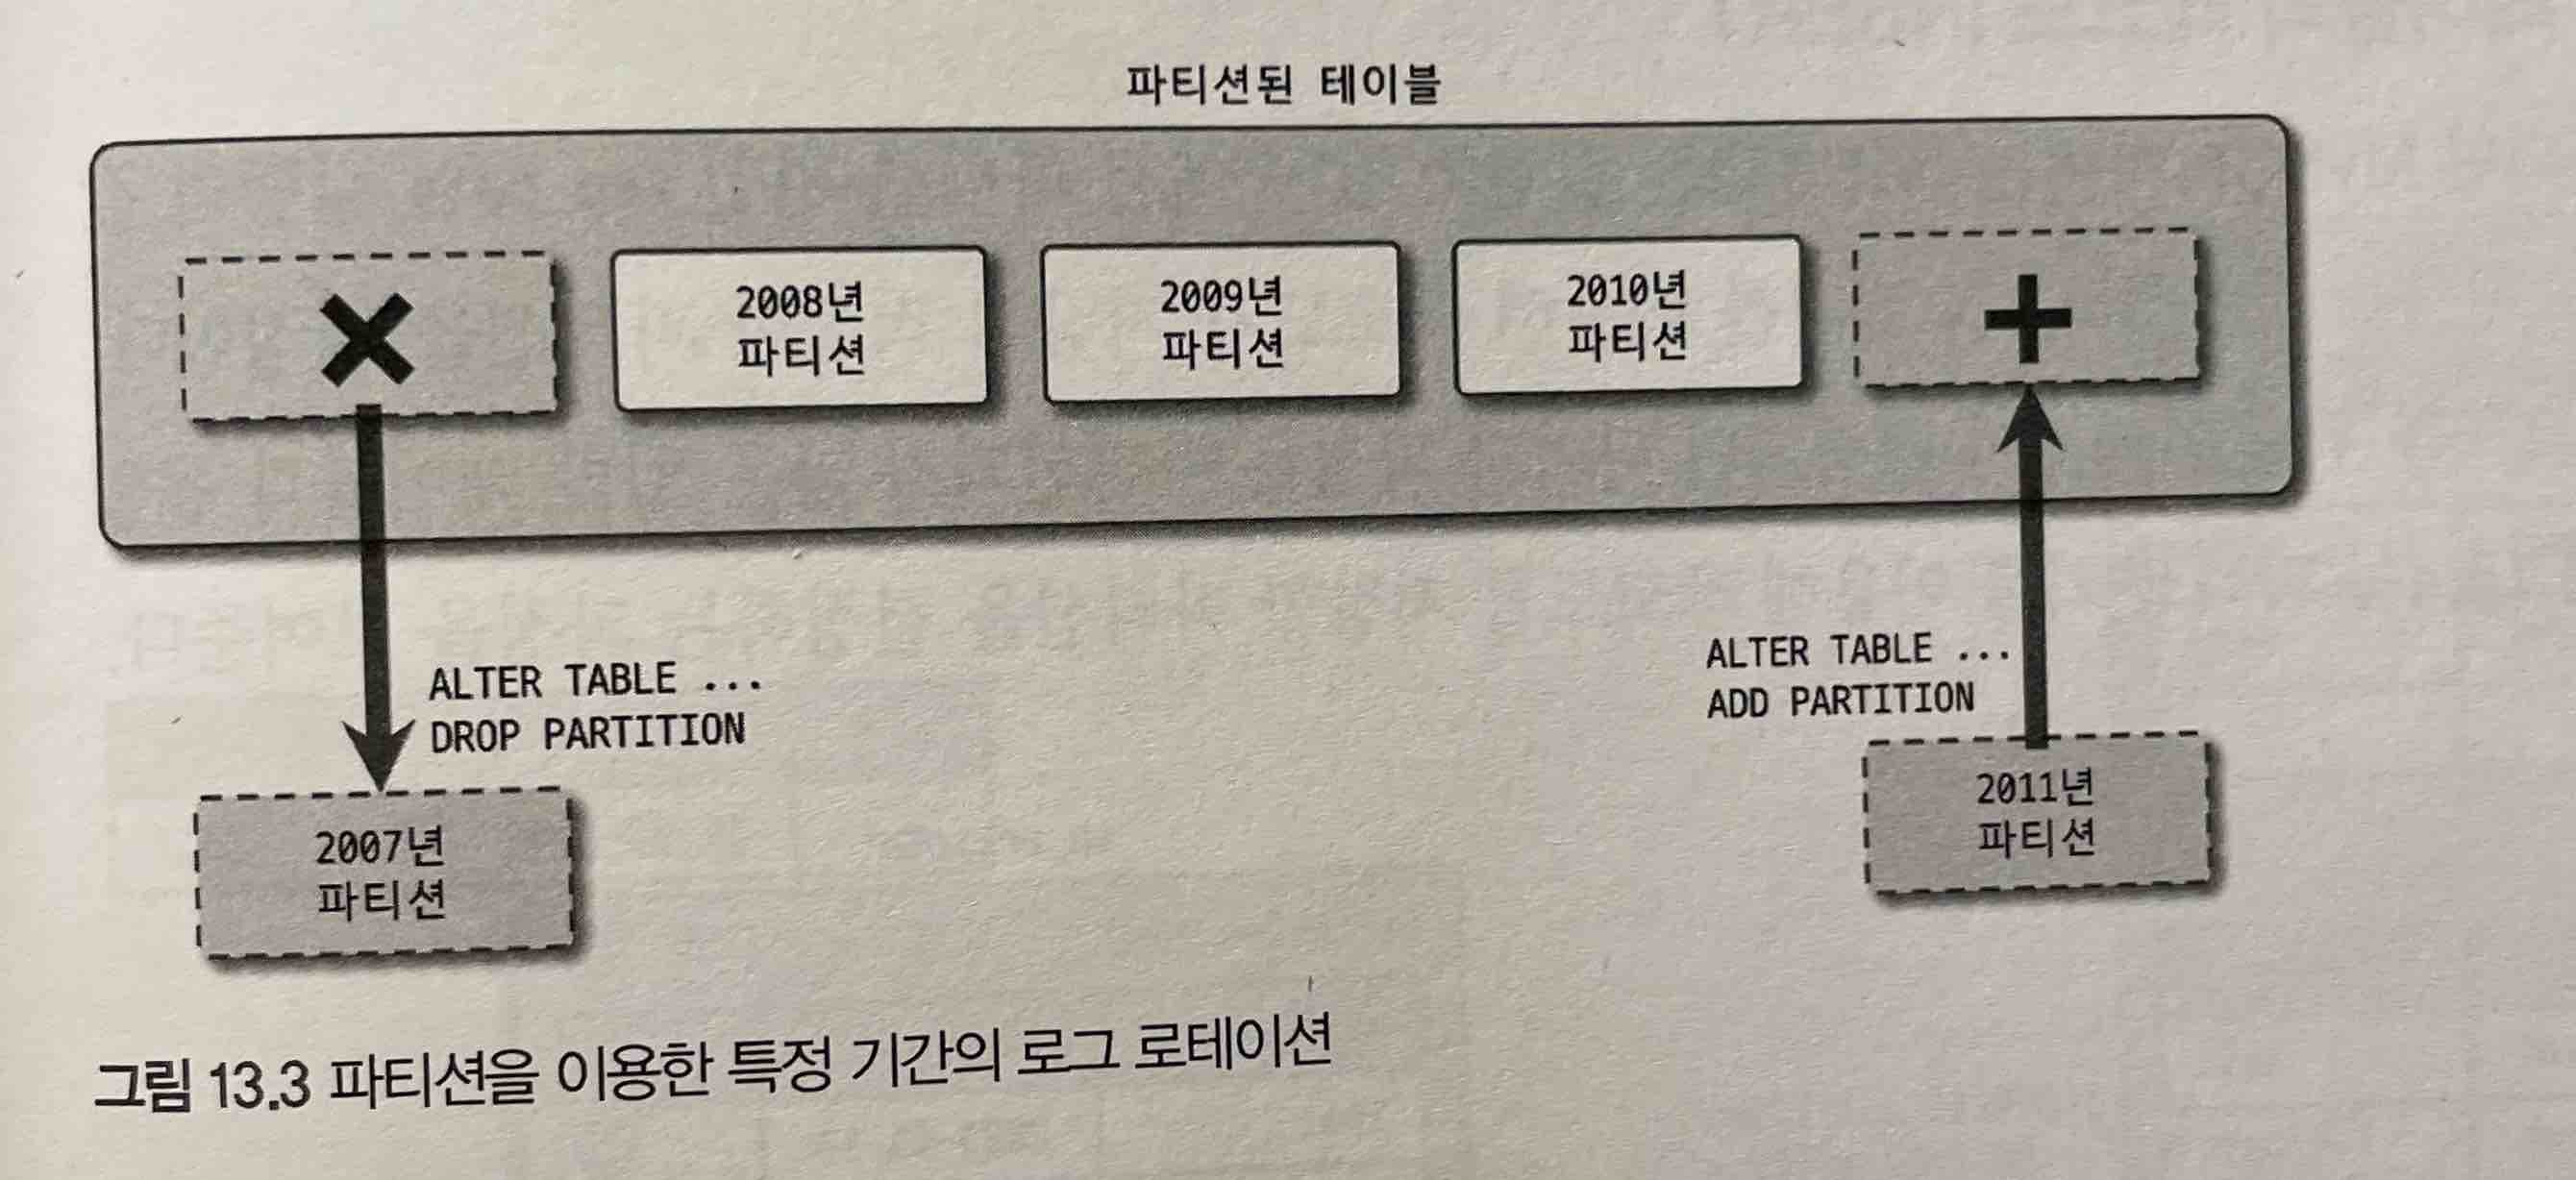 파티션된 테이블
2008년
파티션
2009년
파티션
2010년
파티션
ALTER TABLE ...
DROP PARTITION
ALTER TABLE ...
ADD PARTITION
2007년
파티션
2011년
파티션
그림 13.3 파티션을 이용한 특정 기간의 로그 로테이션